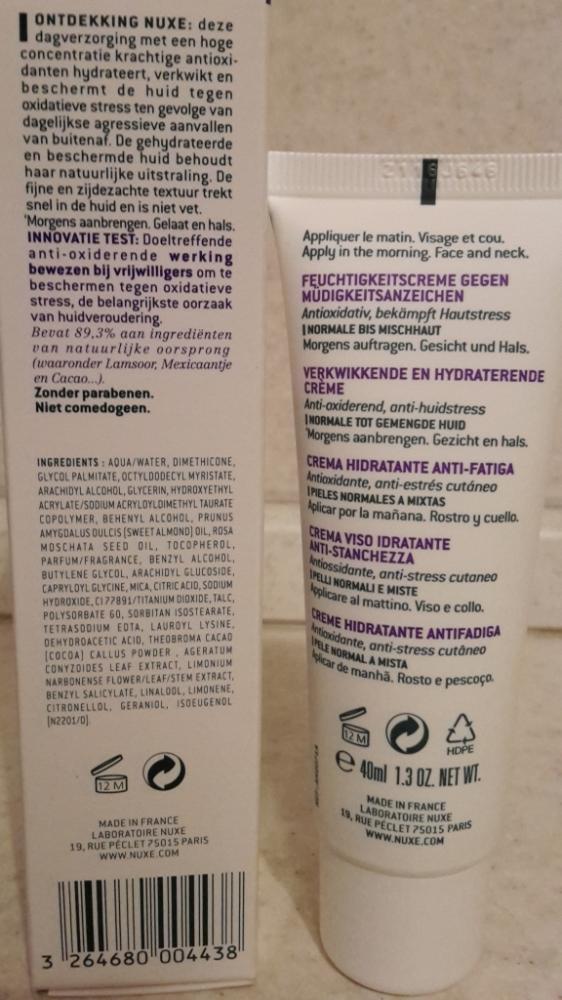 ONTDEKKING NUXE: deze
dagverzorging met een hoge
concentratie krachtige antioxi-
danten hydrateert, verkwikt en
beschermt de huid tegen
oxidatieve stress ten gevolge van
dagelijkse agressieve aanvallen
van buitenaf. De gehydrateerde
en beschermde huid behoudt
haar natuurlijke uitstraling. De
fijne en zijdezachte textuur trekt
snel in de huid en is niet vet.
'Morgens aanbrengen. Gelaat en hals.
INNOVATIE TEST: Doeltreffende
anti-oxiderende werking
bewezen bij vrijwilligers om te
beschermen tegen oxidatieve
stress, de belangrijkste oorzaak
van huidveroudering.
Bevat 89,3% aan ingrediënten
van natuurlijke oorsprong
(waaronder Lamsoor, Mexicaantje
en Cacao...).
Zonder parabenen.
Niet comedogeen.
INGREDIENTS : AQUA/WATER, DIMETHICONE,
GLYCOL PALMITATE, OCTYLDODECYL MYRISTATE,
ARACHIDYL ALCOHOL, GLYCERIN, HYDROXYETHYL
ACRYLATE/SODIUM ACRYLOYLDIMETHYL TAURATE
COPOLYMER, BEHENYL ALCOHOL, PRUNUS
AMYGDALUS DULCIS (SWEET ALMOND) OIL, ROSA
MOSCHATA SEED OIL, TOCOPHEROL,
PARFUM/FRAGRANCE, BENZYL ALCOHOL,
BUTYLENE GLYCOL, ARACHIDYL GLUCOSIDE,
CAPRYLOYL GLYCINE, MICA, CITRIC ACID, SODIUM
HYDROXIDE, CI 77891/TITANIUM DIOXIDE, TALC,
POLYSORBATE 60, SORBITAN ISOSTEARATE,
TETRASODIUM EDTA, LAUROYL LYSINE,
DEHYDROACETIC ACID, THEOBROMA CACAO
(COCOA) CALLUS POWDER , AGERATUM
CONYZOIDES LEAF EXTRACT, LIMONIUM
NARBONENSE FLOWER/LEAF/STEM EXTRACT,
BENZYL SALICYLATE, LINALOOL, LIMONENE,
CITRONELLOL, GERANIOL, ISOEUGENOL
(N2201/D).
12 M
MADE IN FRANCE
LABORATOIRE NUXE
19, RUE PÉCLET 75015 PARIS
WWW.NUXE.COM
3 264680 004438
Appliquer le matin. Visage et cou.
Apply in the morning. Face and neck.
FEUCHTIGKEITSCREME GEGEN
MÜDIGKEITSANZEICHEN
Antioxidativ, bekämpft Hautstress
NORMALE BIS MISCHHAUT
Morgens auftragen. Gesicht und Hals.
VERKWIKKENDE EN HYDRATERENDE
CRÈME
Anti-oxiderend, anti-huidstress
NORMALE TOT GEMENGDE HUID
'Morgens aanbrengen. Gezicht en hals.
CREMA HIDRATANTE ANTI-FATIGA
Antioxidante, anti-estrés cutáneo
PIELES NORMALES A MIXTAS
Aplicar por la mañana. Rostro y cuello.
CREMA VISO IDRATANTE
ANTI-STANCHEZZA
Antiossidante, anti-stress cutaneo
PELLI NORMALI E MISTE
Applicare al mattino. Viso e collo.
CREME HIDRATANTE ANTIFADIGA
Antioxidante, anti-stress cutâneo
PELE NORMAL A MISTA
Aplicar de manhã. Rosto e pescoço.
12 M
HDPE
e 40ml 1.3 OZ. NET WT.
MADE IN FRANCE
LABORATOIRE NUXE
19, RUE PÉCLET 75015 PARIS
WWW.NUXE.COM